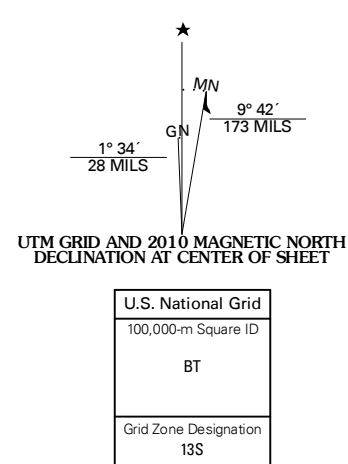 MN
9° 42´
173 MILS
GN
1° 34´
28 MILS
UTM GRID AND 2010 MAGNETIC NORTH
DECLINATION AT CENTER OF SHEET
U.S. National Grid
100,000-m Square ID
BT
Grid Zone Designation
13S